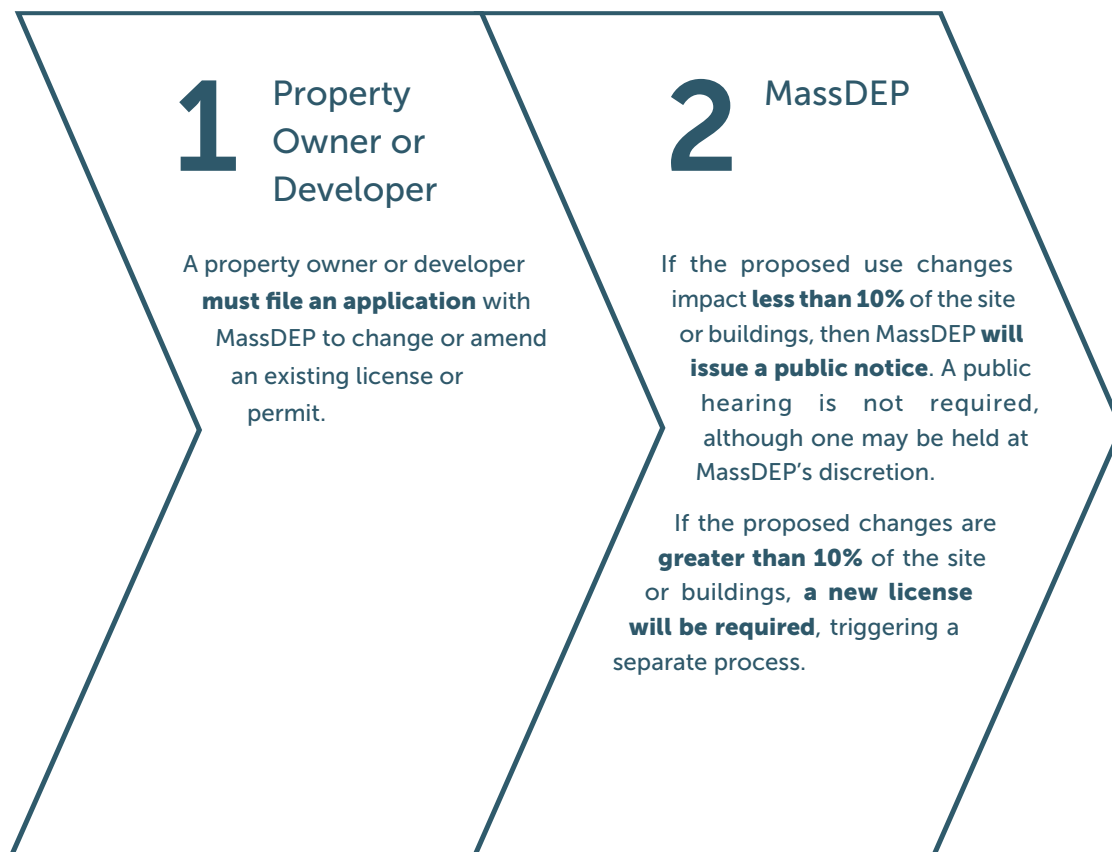 1
Property
Owner or
Developer
A property owner or developer
must file an application with
MassDEP to change or amend
an existing license or
permit.
2
MassDEP
If the proposed use changes
impact less than 10% of the site
or buildings, then MassDEP will
issue a public notice. A public
hearing is not required,
although one may be held at
MassDEP’s discretion.
If the proposed changes are
greater than 10% of the site
or buildings, a new license
will be required, triggering a
separate process.